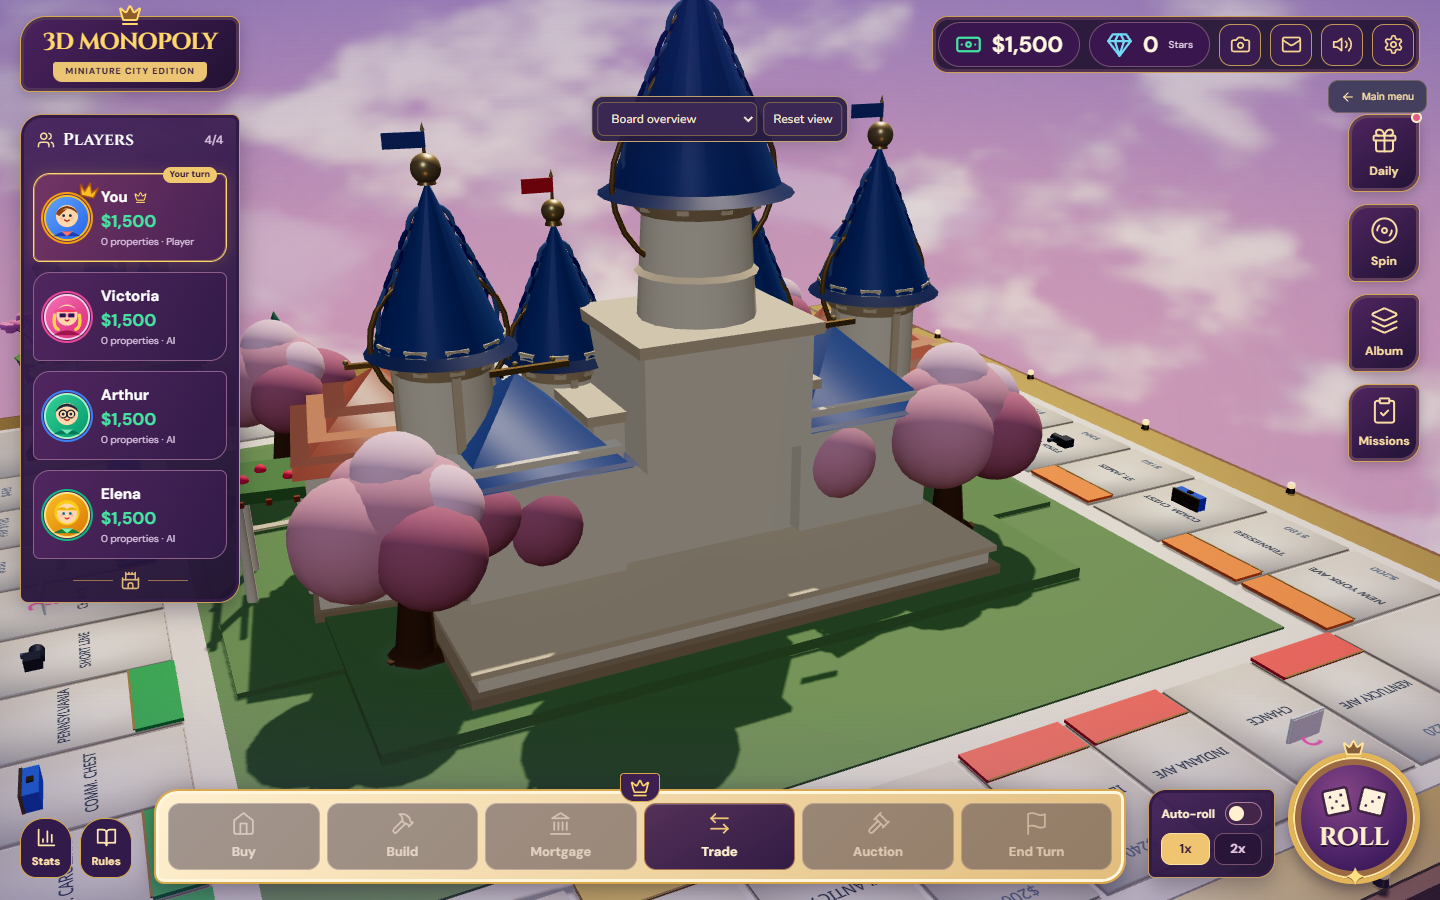 3D MONOPOLY
MINIATURE CITY EDITION
$1,500
0 Stars
Main menu
Board overview
Reset view
PLAYERS 4/4
Your turn
You
$1,500
0 properties · Player
Victoria
$1,500
0 properties · AI
Arthur
$1,500
0 properties · AI
Elena
$1,500
0 properties · AI
Daily
Spin
Album
Missions
ST. JAMES
$180
TENNESSEE
$180
NEW YORK AVE
$200
KENTUCKY AVE
CHANCE
INDIANA AVE
SHORT LINE
PENNSYLVANIA
COMM. CHEST
Stats
Rules
Buy
Build
Mortgage
Trade
Auction
End Turn
Auto-roll
1x
2x
ROLL